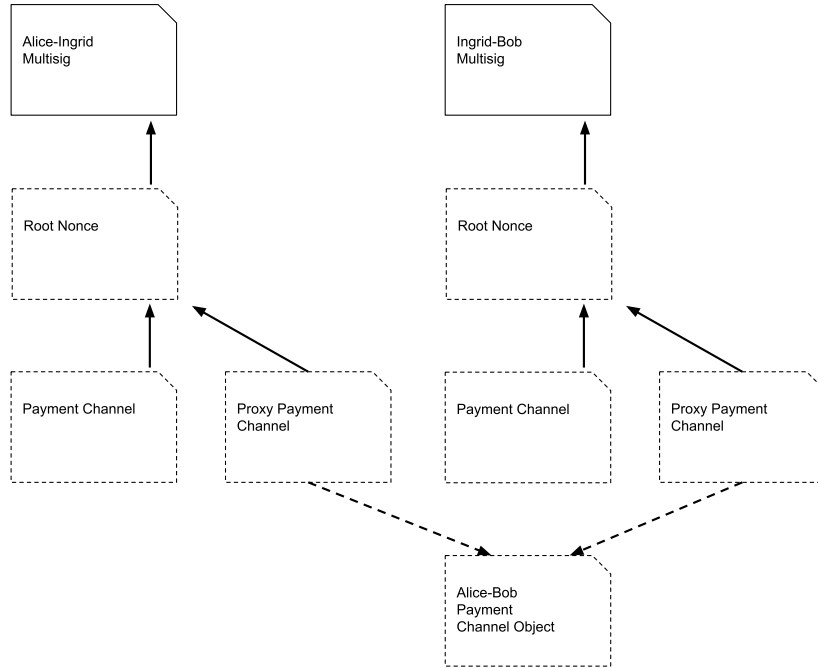 Alice-Ingrid
Multisig
Ingrid-Bob
Multisig
Root Nonce
Root Nonce
Payment Channel
Proxy Payment
Channel
Payment Channel
Proxy Payment
Channel
Alice-Bob
Payment
Channel Object